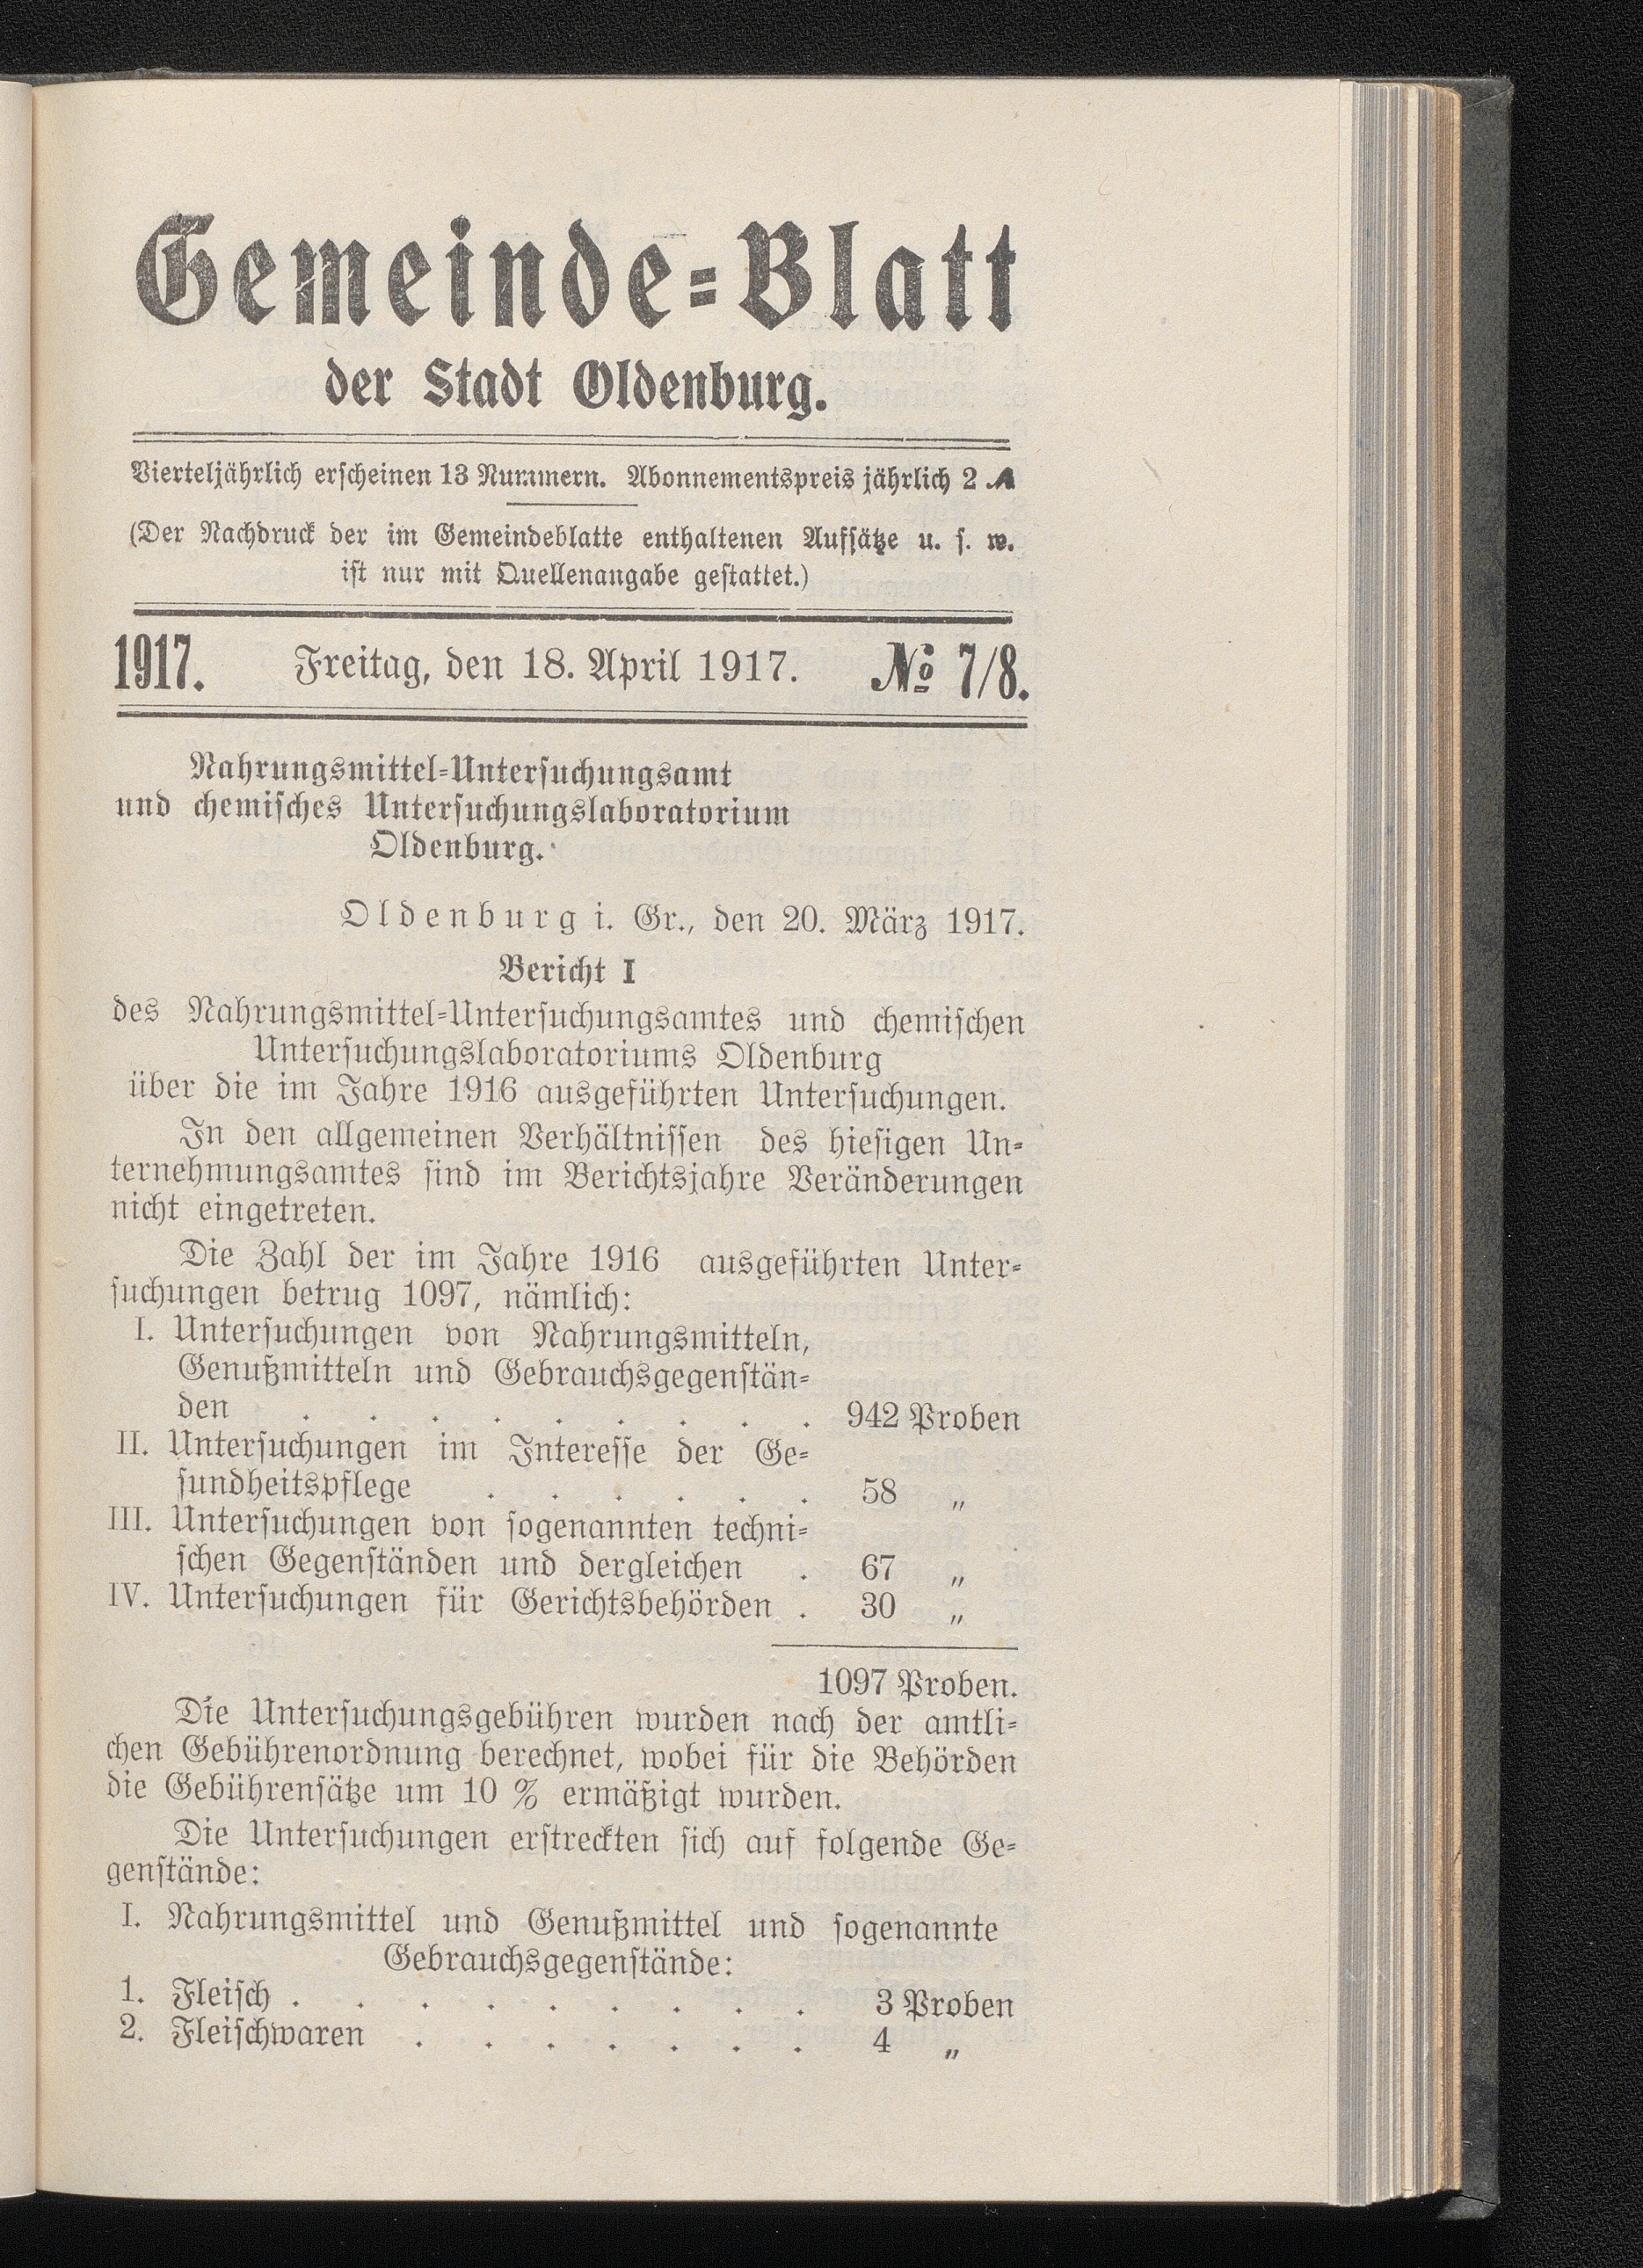 Gemeinde-Blatt
der Stadt Oldenburg.
Vierteljährlich erscheinen 13 Nummern. Abonnementspreis jährlich 2 ℳ
(Der Nachdruck der im Gemeindeblatte enthaltenen Aufsätze u. s. w.
ist nur mit Quellenangabe gestattet.)
1917. Freitag, den 18. April 1917. № 7/8.
Nahrungsmittel-Untersuchungsamt
und chemisches Untersuchungslaboratorium
Oldenburg.
Oldenburg i. Gr., den 20. März 1917.
Bericht I
des Nahrungsmittel-Untersuchungsamtes und chemischen
Untersuchungslaboratoriums Oldenburg
über die im Jahre 1916 ausgeführten Untersuchungen.
In den allgemeinen Verhältnissen des hiesigen Un-
ternehmungsamtes sind im Berichtsjahre Veränderungen
nicht eingetreten.
Die Zahl der im Jahre 1916 ausgeführten Unter-
suchungen betrug 1097, nämlich:
I. Untersuchungen von Nahrungsmitteln,
Genußmitteln und Gebrauchsgegenstän-
den . . . . . . . . . 942 Proben
II. Untersuchungen im Interesse der Ge-
sundheitspflege . . . . . . 58 „
III. Untersuchungen von sogenannten techni-
schen Gegenständen und dergleichen . 67 „
IV. Untersuchungen für Gerichtsbehörden . 30 „
1097 Proben.
Die Untersuchungsgebühren wurden nach der amtli-
chen Gebührenordnung berechnet, wobei für die Behörden
die Gebührensätze um 10 % ermäßigt wurden.
Die Untersuchungen erstreckten sich auf folgende Ge-
genstände:
I. Nahrungsmittel und Genußmittel und sogenannte
Gebrauchsgegenstände:
1. Fleisch . . . . . . . . . 3 Proben
2. Fleischwaren . . . . . . . 4 „